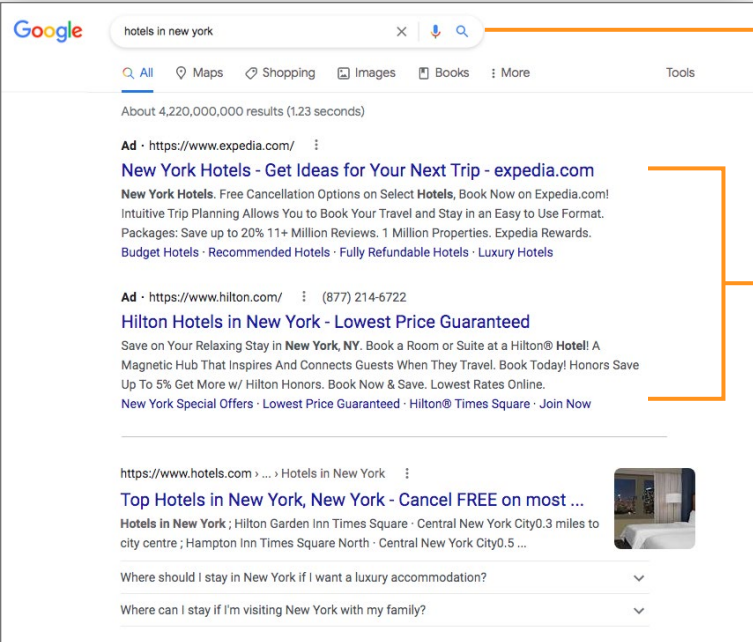 Google
hotels in new york
All Maps Shopping Images Books More Tools
About 4,220,000,000 results (1.23 seconds)
Ad · https://www.expedia.com/
New York Hotels - Get Ideas for Your Next Trip - expedia.com
New York Hotels. Free Cancellation Options on Select Hotels, Book Now on Expedia.com!
Intuitive Trip Planning Allows You to Book Your Travel and Stay in an Easy to Use Format.
Packages: Save up to 20% 11+ Million Reviews. 1 Million Properties. Expedia Rewards.
Budget Hotels · Recommended Hotels · Fully Refundable Hotels · Luxury Hotels
Ad · https://www.hilton.com/ (877) 214-6722
Hilton Hotels in New York - Lowest Price Guaranteed
Save on Your Relaxing Stay in New York, NY. Book a Room or Suite at a Hilton® Hotel! A
Magnetic Hub That Inspires And Connects Guests When They Travel. Book Today! Honors Save
Up To 5% Get More w/ Hilton Honors. Book Now & Save. Lowest Rates Online.
New York Special Offers · Lowest Price Guaranteed · Hilton® Times Square · Join Now
https://www.hotels.com › ... › Hotels in New York
Top Hotels in New York, New York - Cancel FREE on most ...
Hotels in New York ; Hilton Garden Inn Times Square · Central New York City0.3 miles to
city centre ; Hampton Inn Times Square North · Central New York City0.5 ...
Where should I stay in New York if I want a luxury accommodation?
Where can I stay if I'm visiting New York with my family?